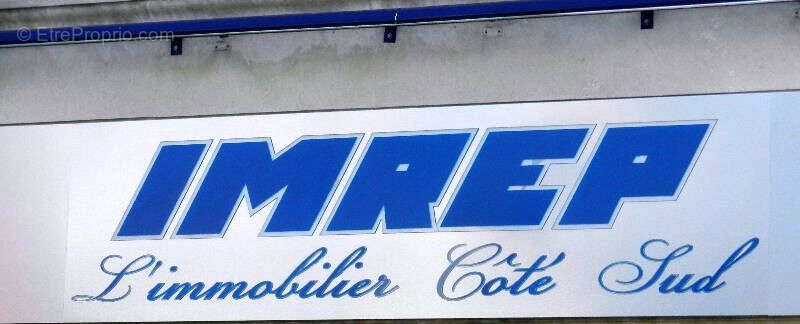 © EtreProprio.com
IMREP
L'immobilier Côté Sud